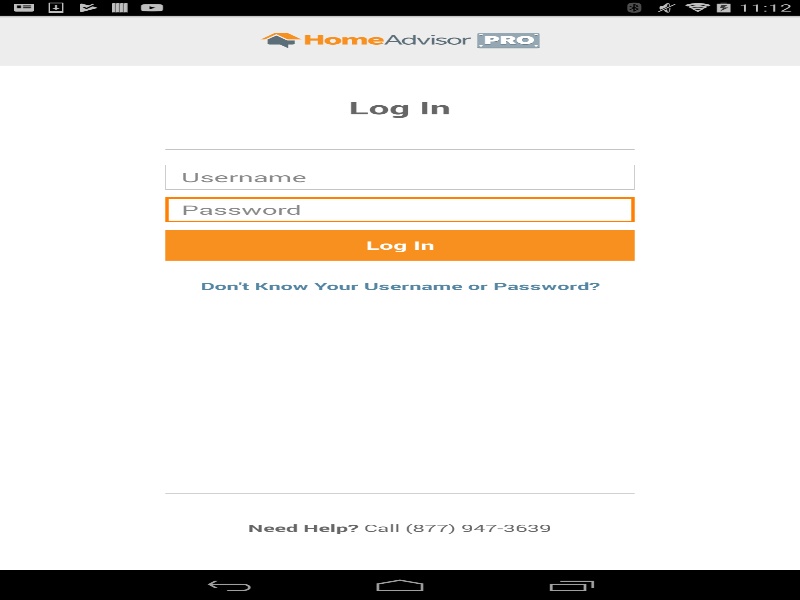 11:12
HomeAdvisor PRO
Log In
Username
Password
Log In
Don't Know Your Username or Password?
Need Help? Call (877) 947-3639